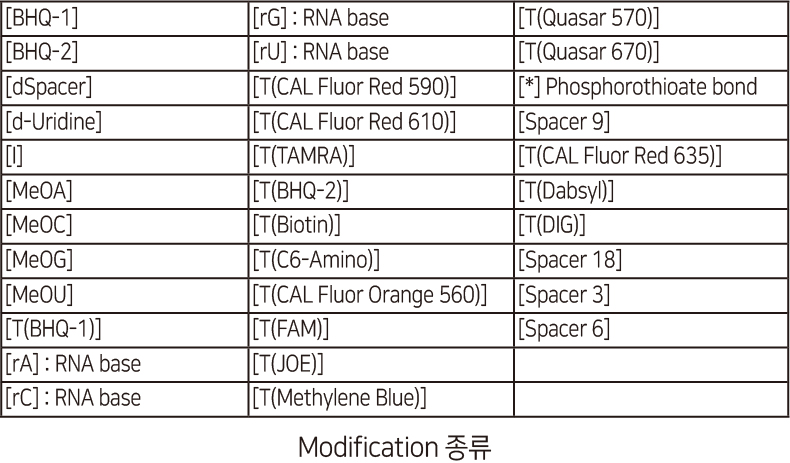 [BHQ-1] [rG] : RNA base [T(Quasar 570)]
[BHQ-2] [rU] : RNA base [T(Quasar 670)]
[dSpacer] [T(CAL Fluor Red 590)] [*] Phosphorothioate bond
[d-Uridine] [T(CAL Fluor Red 610)] [Spacer 9]
[I] [T(TAMRA)] [T(CAL Fluor Red 635)]
[MeOA] [T(BHQ-2)] [T(Dabsyl)]
[MeOC] [T(Biotin)] [T(DIG)]
[MeOG] [T(C6-Amino)] [Spacer 18]
[MeOU] [T(CAL Fluor Orange 560)] [Spacer 3]
[T(BHQ-1)] [T(FAM)] [Spacer 6]
[rA] : RNA base [T(JOE)]
[rC] : RNA base [T(Methylene Blue)]
Modification 종류